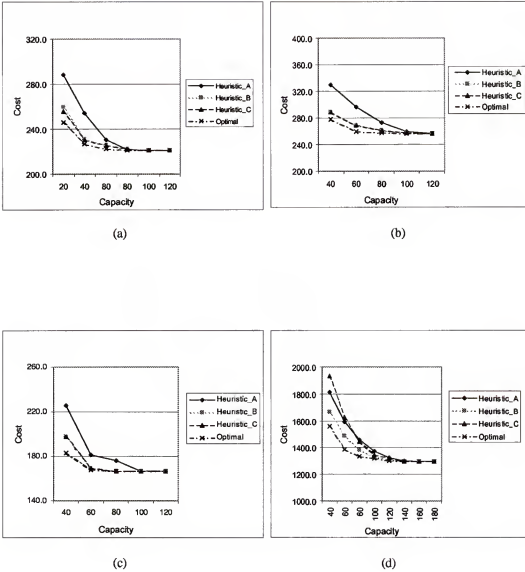 320.0
280.0
240.0
200.0
Cost
20 40 60 80 100 120
Capacity
Heuristic_A
Heuristic_B
Heuristic_C
Optimal
(a)
400.0
360.0
320.0
280.0
240.0
200.0
Cost
40 60 80 100 120
Capacity
Heuristic_A
Heuristic_B
Heuristic_C
Optimal
(b)
260.0
220.0
180.0
140.0
Cost
40 60 80 100 120
Capacity
Heuristic_A
Heuristic_B
Heuristic_C
Optimal
(c)
2000.0
1800.0
1600.0
1400.0
1200.0
1000.0
Cost
40 60 80 100 120 140 160 180
Capacity
Heuristic_A
Heuristic_B
Heuristic_C
Optimal
(d)